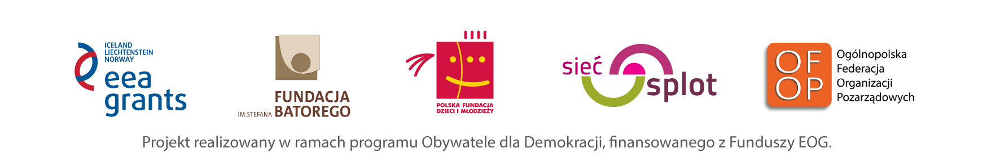 ICELAND
LIECHTENSTEIN
NORWAY
eea
grants
FUNDACJA
IM.STEFANA BATOREGO
POLSKA FUNDACJA
DZIECI I MŁODZIEŻY
sieć
splot
OF
OP
Ogólnopolska
Federacja
Organizacji
Pozarządowych
Projekt realizowany w ramach programu Obywatele dla Demokracji, finansowanego z Funduszy EOG.